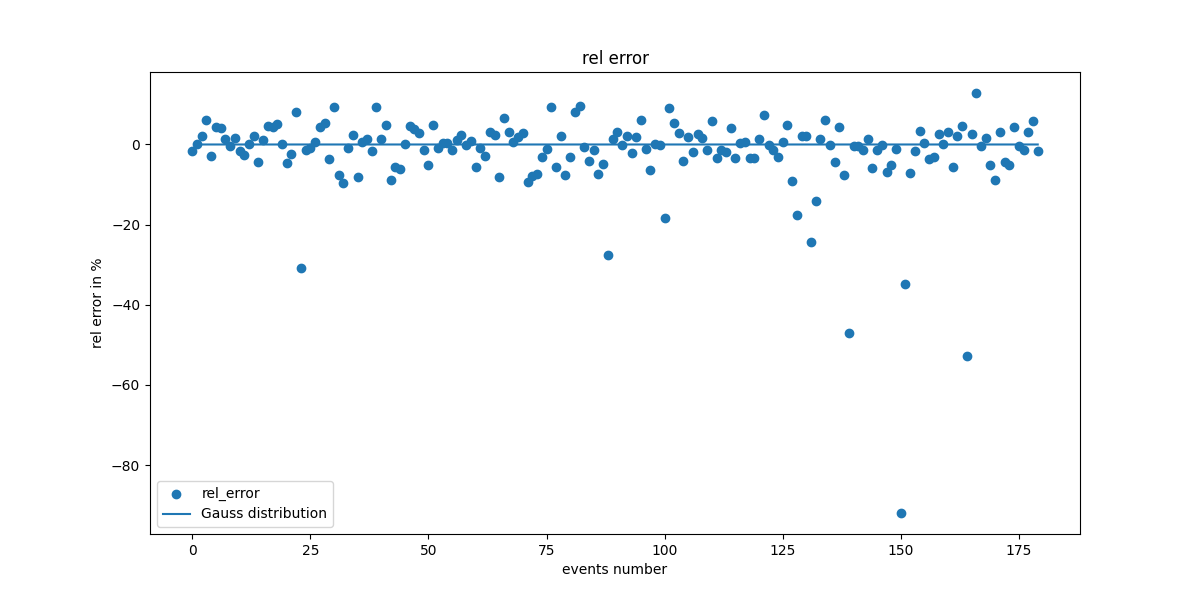 rel error
0
−20
−40
−60
−80
rel error in %
rel_error
Gauss distribution
0 25 50 75 100 125 150 175
events number